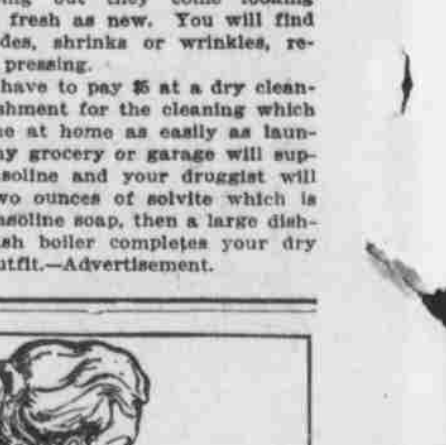 fresh as new. You will find
des, shrinks or wrinkles, re-
pressing.
have to pay $5 at a dry clean-
shment for the cleaning which
ne at home as easily as laun-
ny grocery or garage will sup-
soline and your druggist will
wo ounces of solvite which is
asoline soap, then a large dish-
sh boiler completes your dry
utfit.—Advertisement.